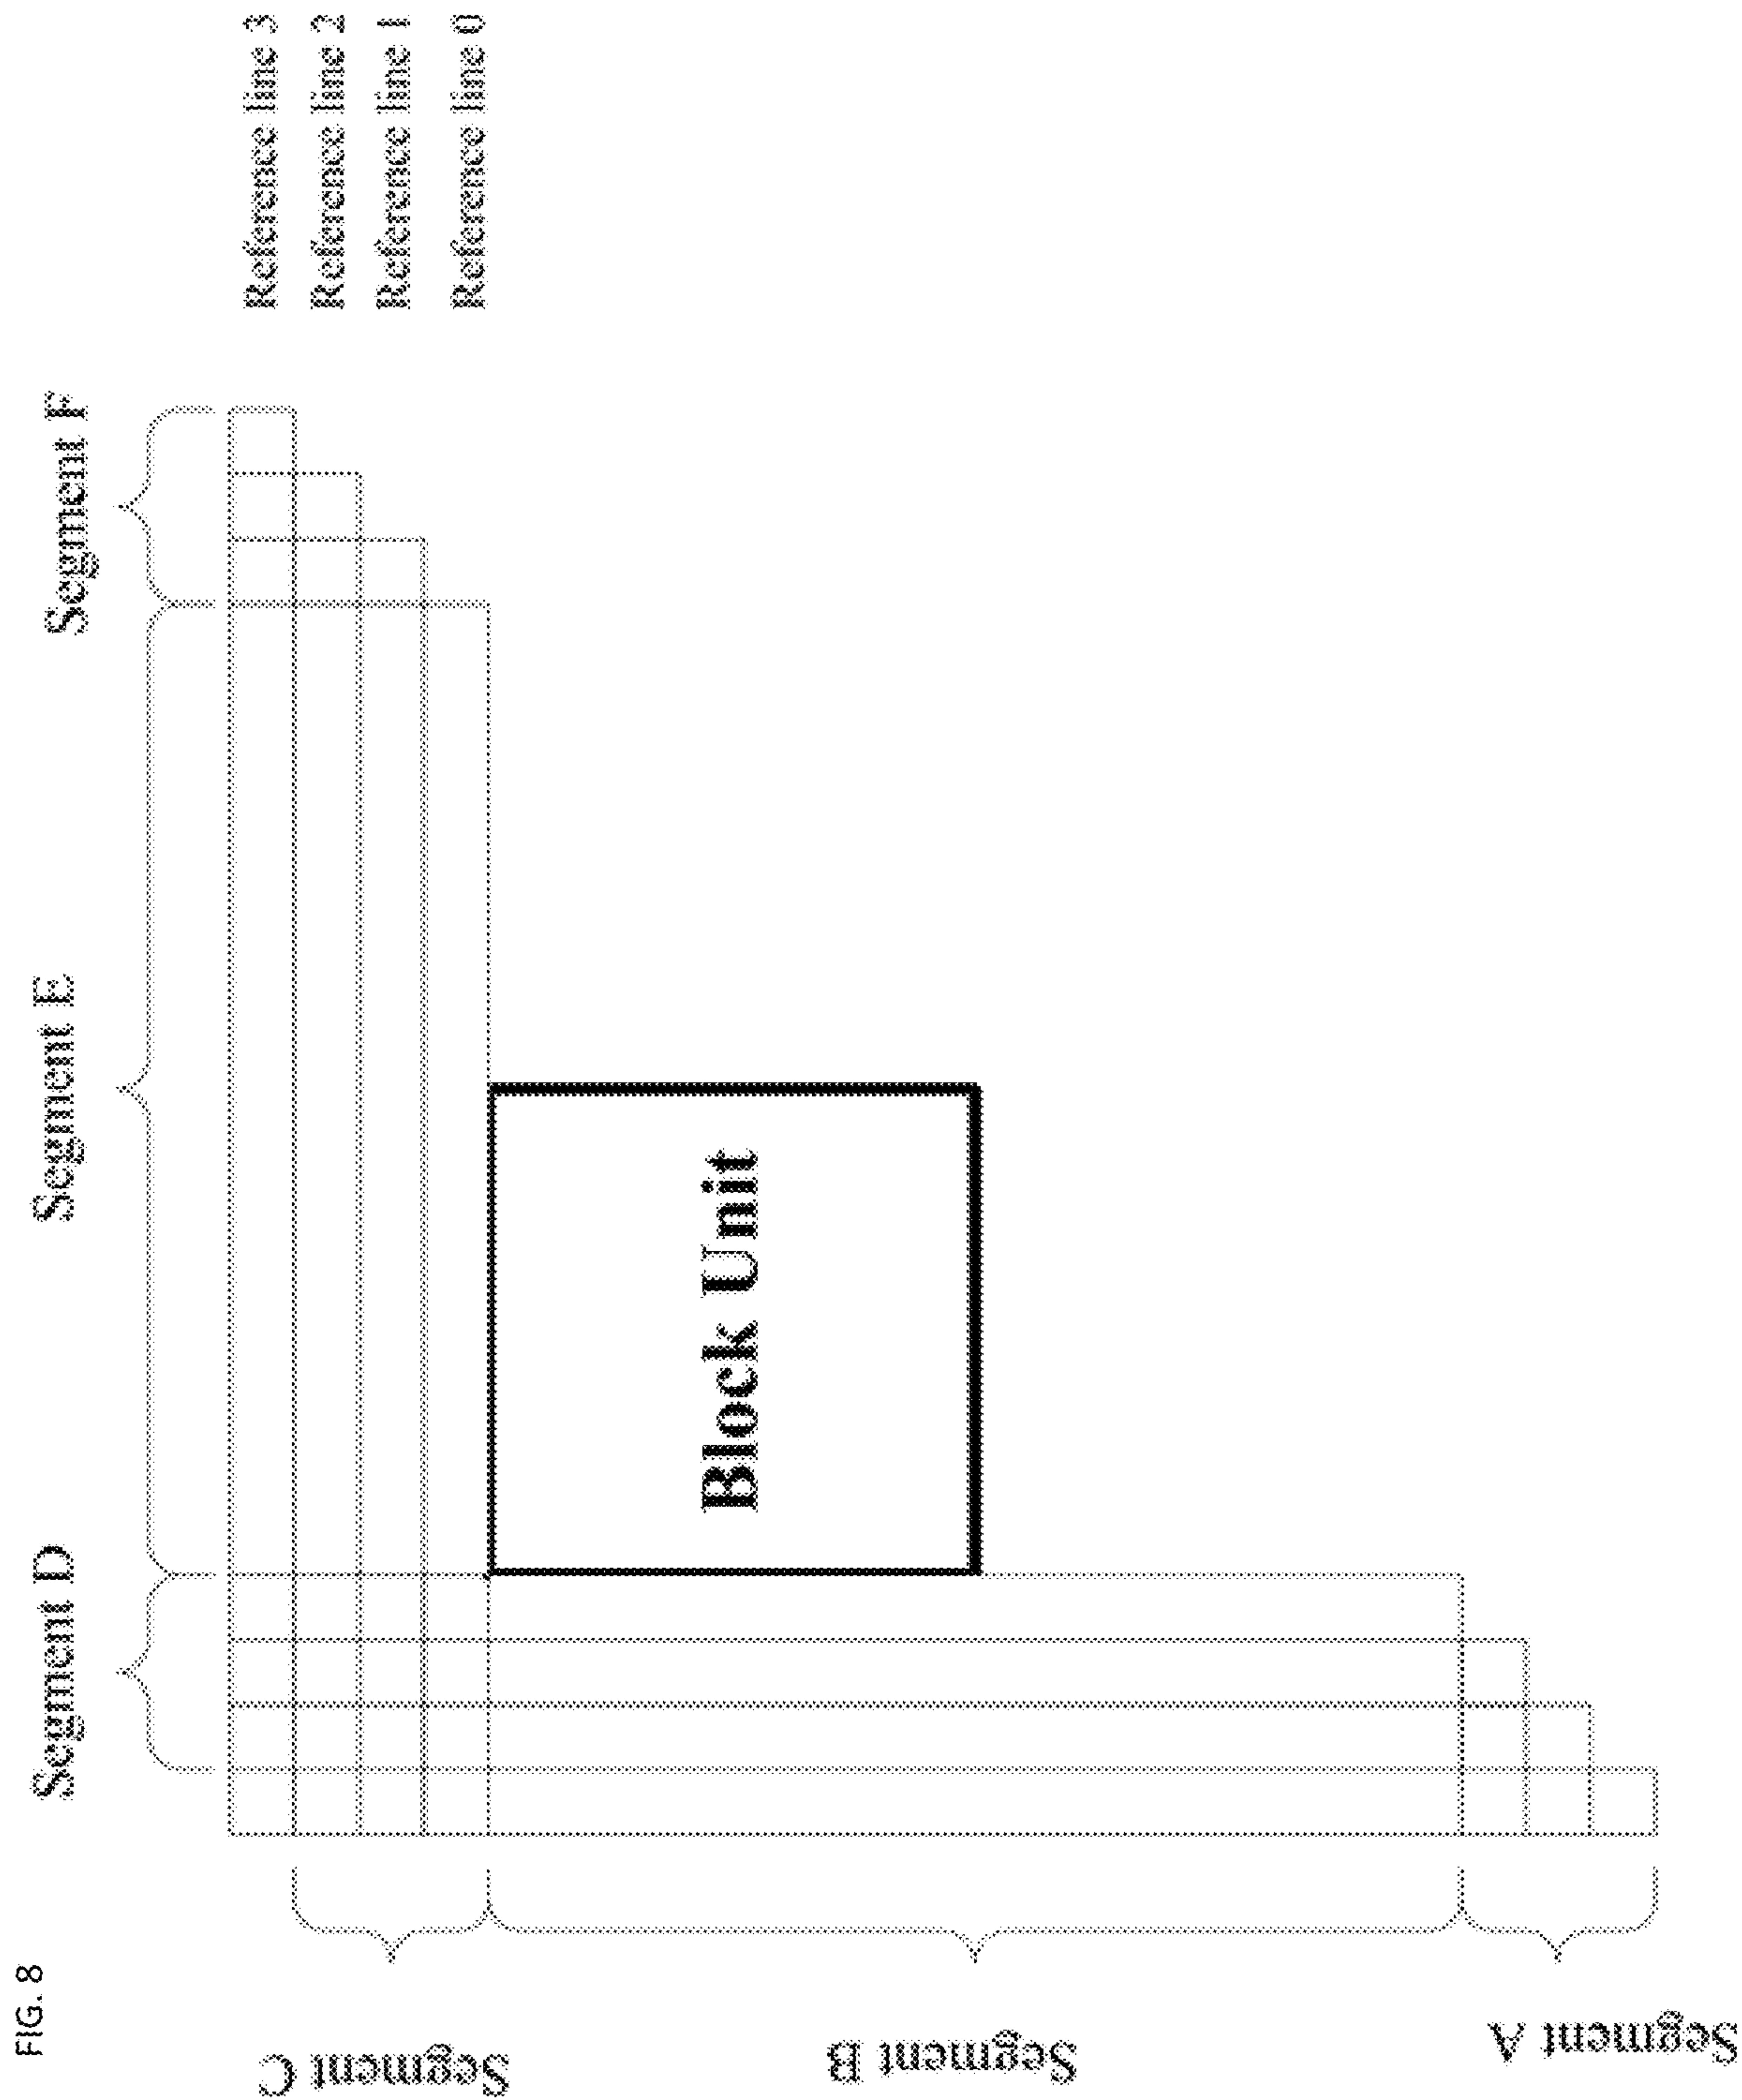 FIG. 8
Segment D
Segment E
Segment F
Reference line 3
Reference line 2
Reference line 1
Reference line 0
Block Unit
Segment C
Segment B
Segment A